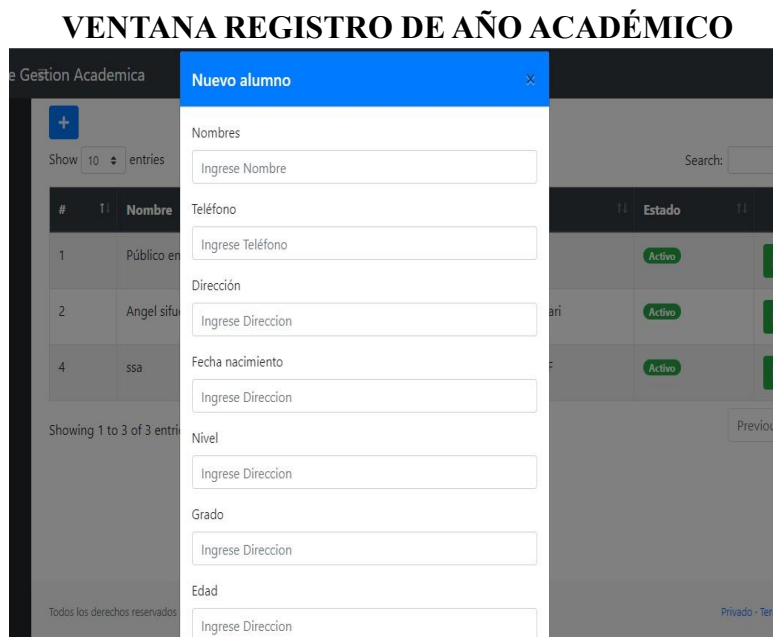 VENTANA REGISTRO DE AÑO ACADÉMICO
e Gestion Academica
Nuevo alumno
x
+
Nombres
Show 10 entries
Search:
Ingrese Nombre
# Nombre Estado
Teléfono
Ingrese Teléfono
1 Público en Activo
Dirección
Ingrese Direccion
2 Angel sifu ari Activo
Fecha nacimiento
4 ssa Activo
Ingrese Direccion
Showing 1 to 3 of 3 entri
Previou
Nivel
Ingrese Direccion
Grado
Ingrese Direccion
Edad
Todos los derechos reservados
Privado - Ter
Ingrese Direccion